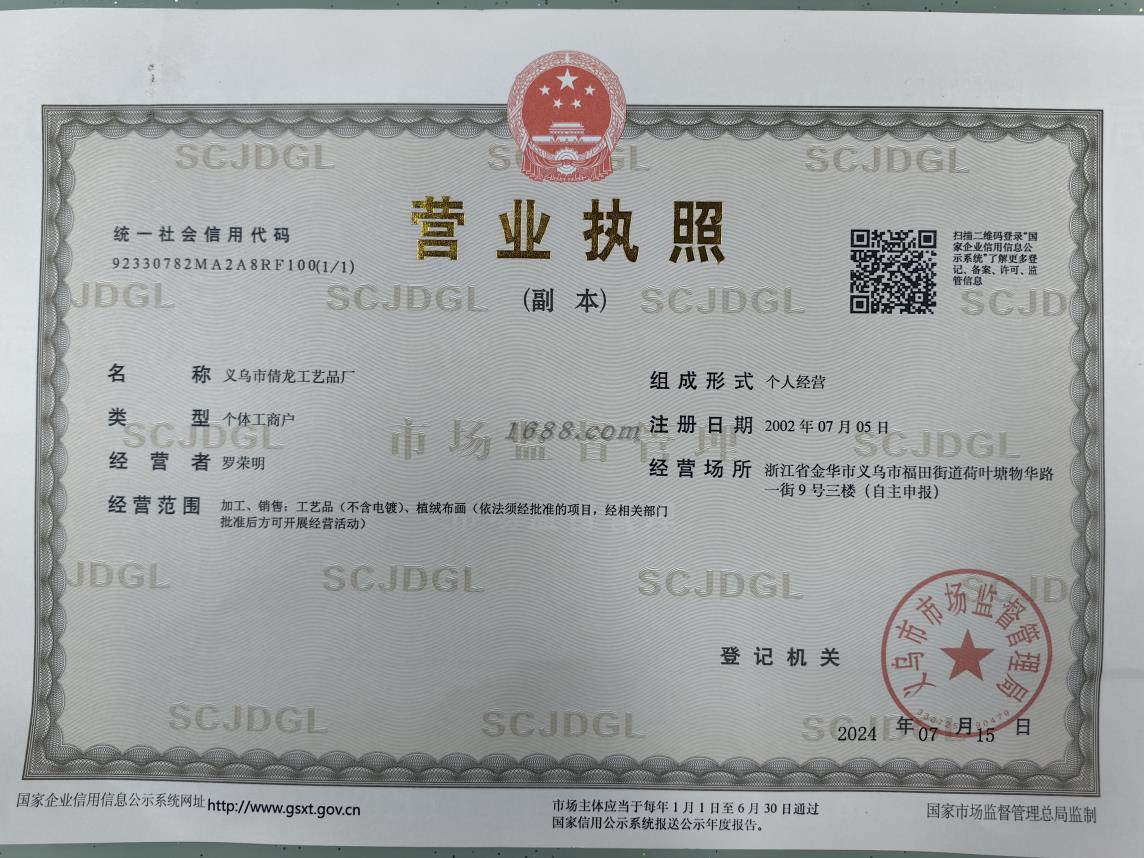 营业执照
(副 本)
统一社会信用代码
92330782MA2A8RF100(1/1)
扫描二维码登录"国
家企业信用信息公
示系统"了解更多登
记、备案、许可、监
管信息
名 称 义乌市倩龙工艺品厂
类 型 个体工商户
经 营 者 罗荣明
经营范围 加工、销售：工艺品（不含电镀）、植绒布画（依法须经批准的项目，经相关部门
批准后方可开展经营活动）
组成形式 个人经营
注册日期 2002 年 07 月 05 日
经营场所 浙江省金华市义乌市福田街道荷叶塘物华路
一街 9 号三楼（自主申报）
SCJDGL
市场监督管理
1688.com
登记机关
义乌市市场监督管理局
2024 年 07 月 15 日
国家企业信用信息公示系统网址 http://www.gsxt.gov.cn
市场主体应当于每年 1 月 1 日至 6 月 30 日通过
国家信用公示系统报送公示年度报告。
国家市场监督管理总局监制